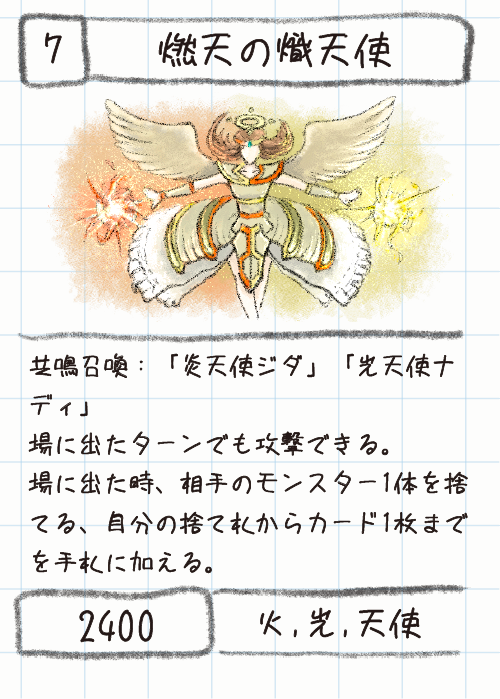 7
燃天の熾天使
共鳴召喚：「炎天使ジダ」「光天使ナ
ディ」
場に出たターンでも攻撃できる。
場に出た時、相手のモンスター1体を捨
てる、自分の捨て札からカード1枚まで
を手札に加える。
2400
火,光,天使